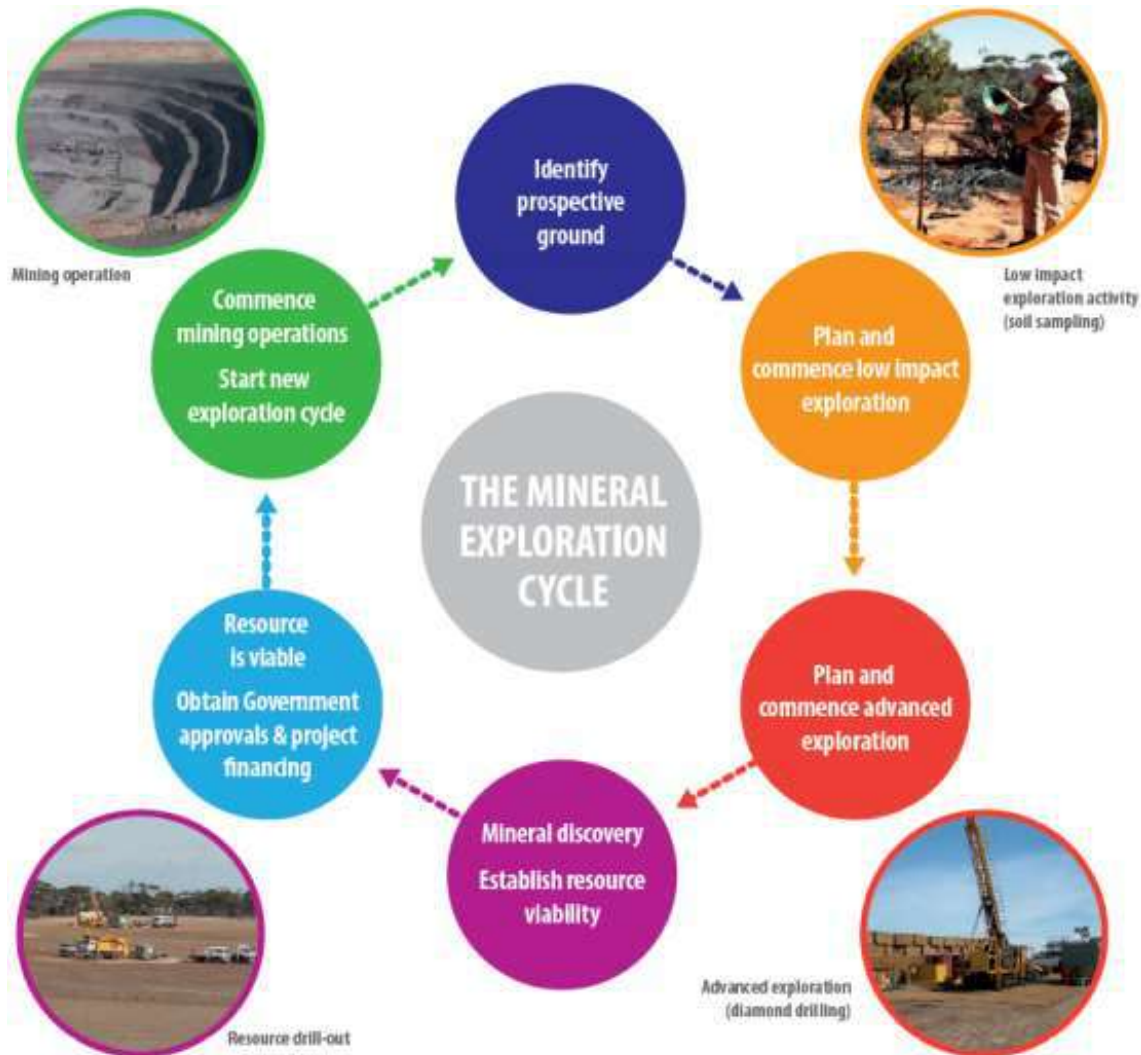 Identify
prospective
ground
Plan and
commence low impact
exploration
Low impact
exploration activity
(soil sampling)
Plan and
commence advanced
exploration
Advanced exploration
(diamond drilling)
Mineral discovery
Establish resource
viability
Resource drill-out
Resource
is viable
Obtain Government
approvals & project
financing
Commence
mining operations
Start new
exploration cycle
Mining operation
THE MINERAL
EXPLORATION
CYCLE